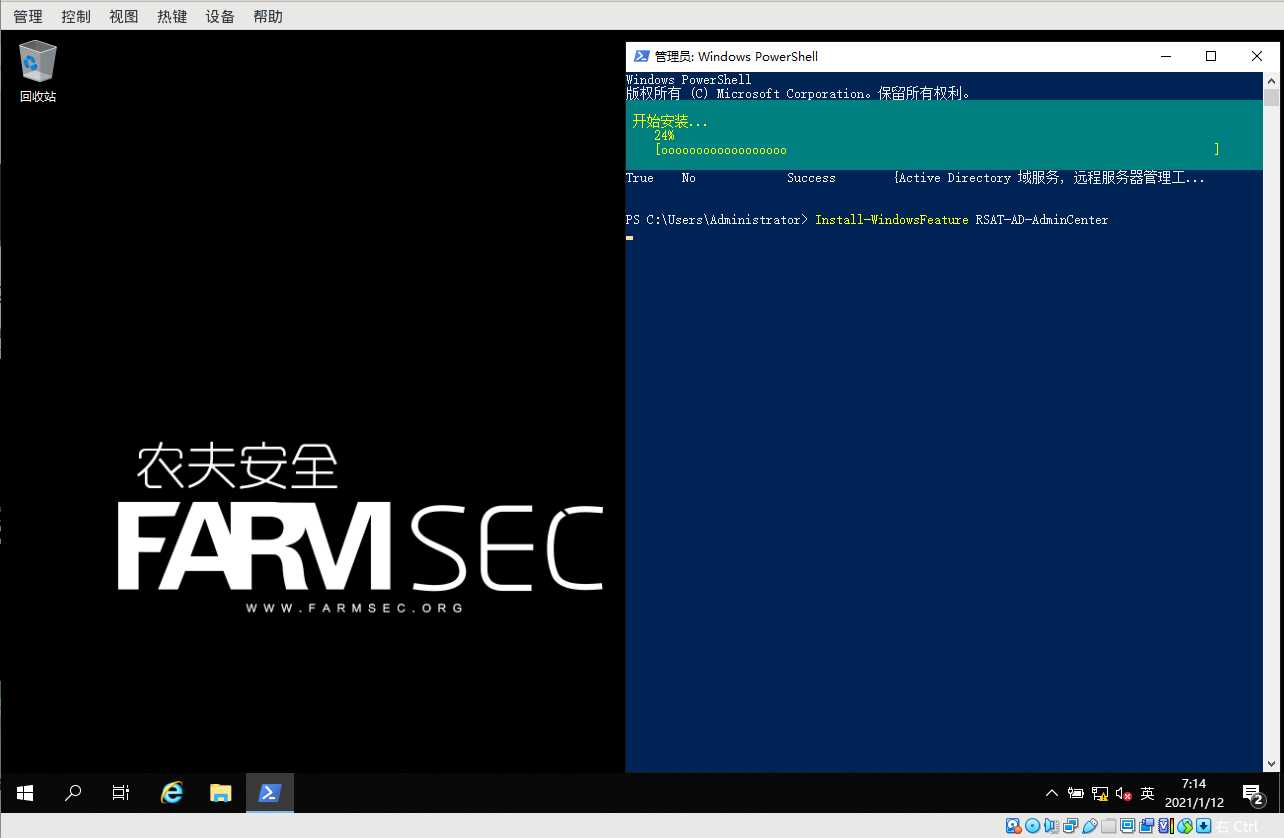 管理 控制 视图 热键 设备 帮助
回收站
农夫安全
FARMSEC
WWW.FARMSEC.ORG
管理员: Windows PowerShell
Windows PowerShell
版权所有 (C) Microsoft Corporation。保留所有权利。
开始安装...
24%
[oooooooooooooooooo ]
True No Success {Active Directory 域服务, 远程服务器管理工...
PS C:\Users\Administrator> Install-WindowsFeature RSAT-AD-AdminCenter
英
7:14
2021/1/12
2
右 Ctrl